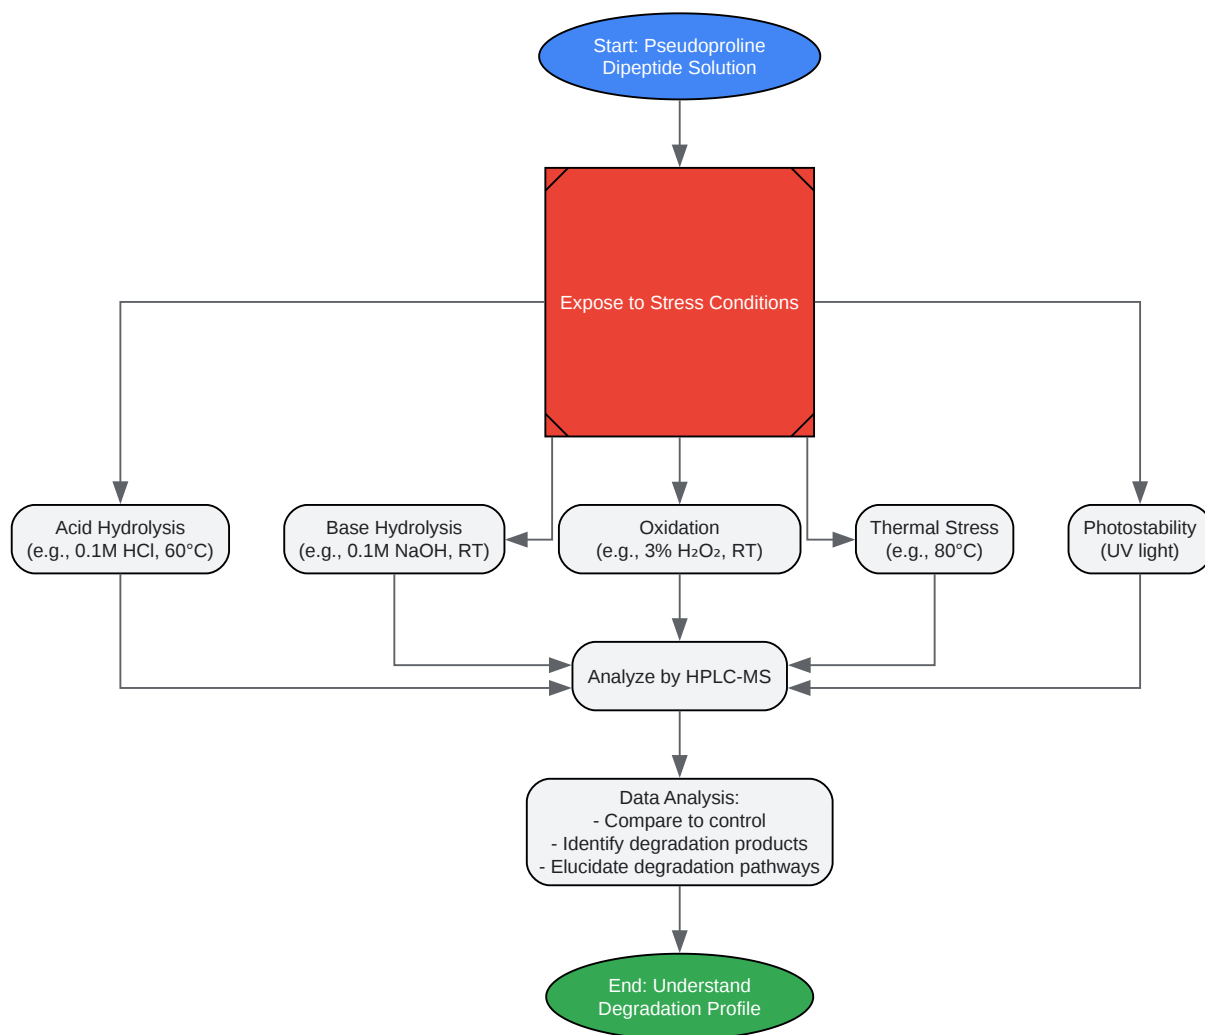 Start: Pseudoproline
Dipeptide Solution
Expose to Stress Conditions
Acid Hydrolysis
(e.g., 0.1M HCl, 60°C)
Base Hydrolysis
(e.g., 0.1M NaOH, RT)
Oxidation
(e.g., 3% H₂O₂, RT)
Thermal Stress
(e.g., 80°C)
Photostability
(UV light)
Analyze by HPLC-MS
Data Analysis:
- Compare to control
- Identify degradation products
- Elucidate degradation pathways
End: Understand
Degradation Profile